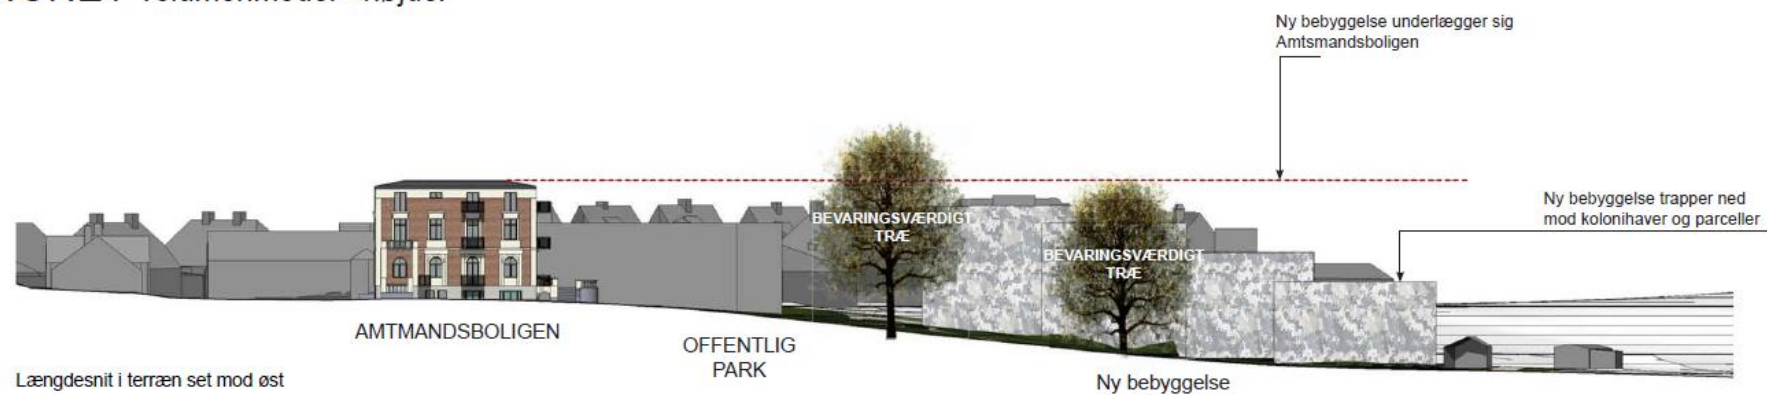 Ny bebyggelse underlægger sig
Amtsmandsboligen
Ny bebyggelse trapper ned
mod kolonihaver og parceller
BEVARINGSVÆRDIGT
TRÆ
BEVARINGSVÆRDIGT
TRÆ
AMTMANDSBOLIGEN
OFFENTLIG
PARK
Ny bebyggelse
Længdesnit i terræn set mod øst